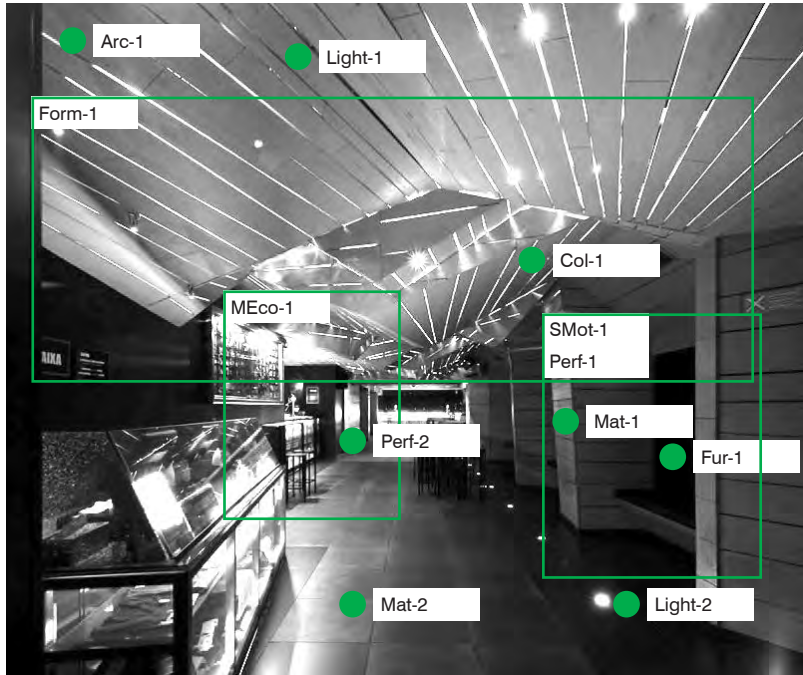 Arc-1
Light-1
Form-1
Col-1
MEco-1
SMot-1
Perf-1
AIXA
Mat-1
Perf-2
Fur-1
Mat-2
Light-2